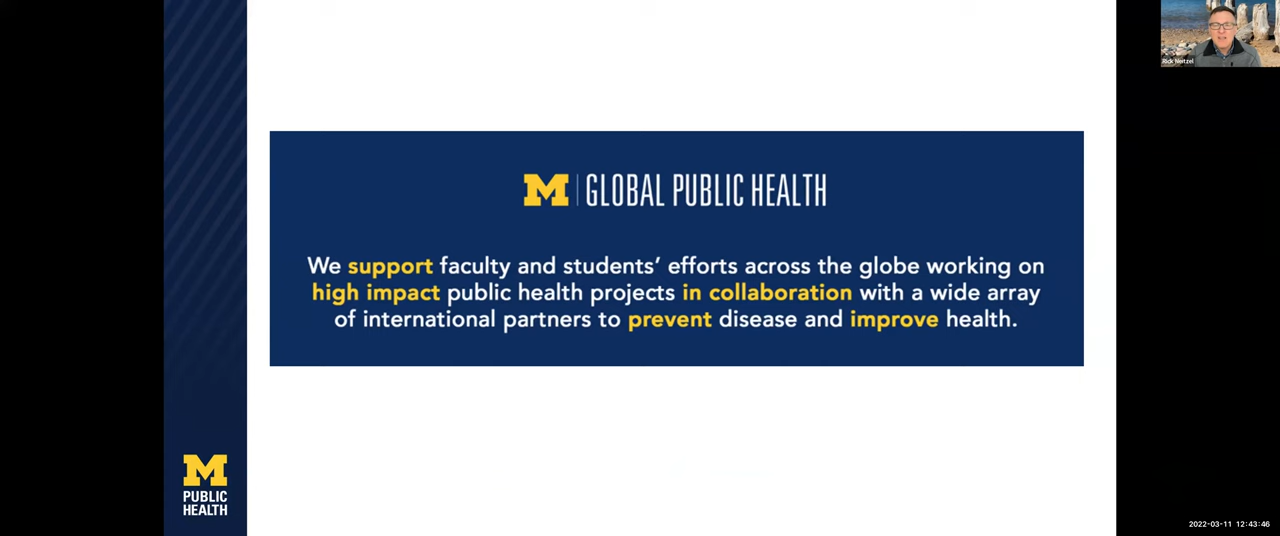 Rick Neitzel
M | GLOBAL PUBLIC HEALTH
We support faculty and students’ efforts across the globe working on
high impact public health projects in collaboration with a wide array
of international partners to prevent disease and improve health.
M
PUBLIC
HEALTH
2022-03-11 12:43:46